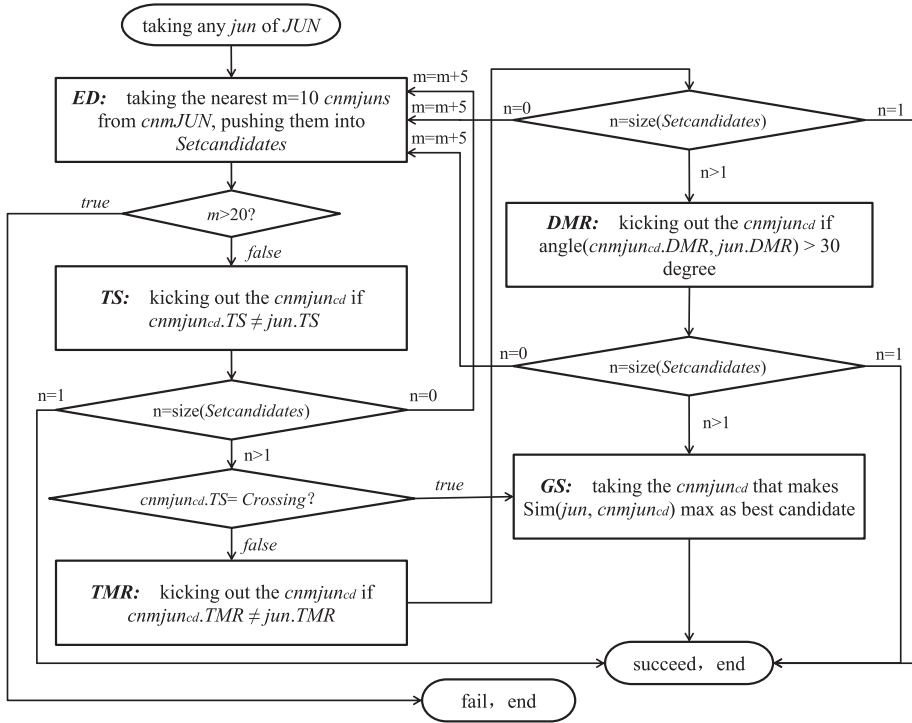 taking any jun of JUN
ED: taking the nearest m=10 cnmjuns
from cnmJUN, pushing them into
Setcandidates
m=m+5
m=m+5
m=m+5
m>20?
true
false
TS: kicking out the cnmjuncd if
cnmjuncd.TS ≠ jun.TS
n=1
n=size(Setcandidates)
n=0
n>1
cnmjuncd.TS= Crossing?
true
false
TMR: kicking out the cnmjuncd if
cnmjuncd.TMR ≠ jun.TMR
n=0
n=size(Setcandidates)
n=1
n>1
DMR: kicking out the cnmjuncd if
angle(cnmjuncd.DMR, jun.DMR) > 30
degree
n=0
n=size(Setcandidates)
n=1
n>1
GS: taking the cnmjuncd that makes
Sim(jun, cnmjuncd) max as best candidate
succeed，end
fail，end